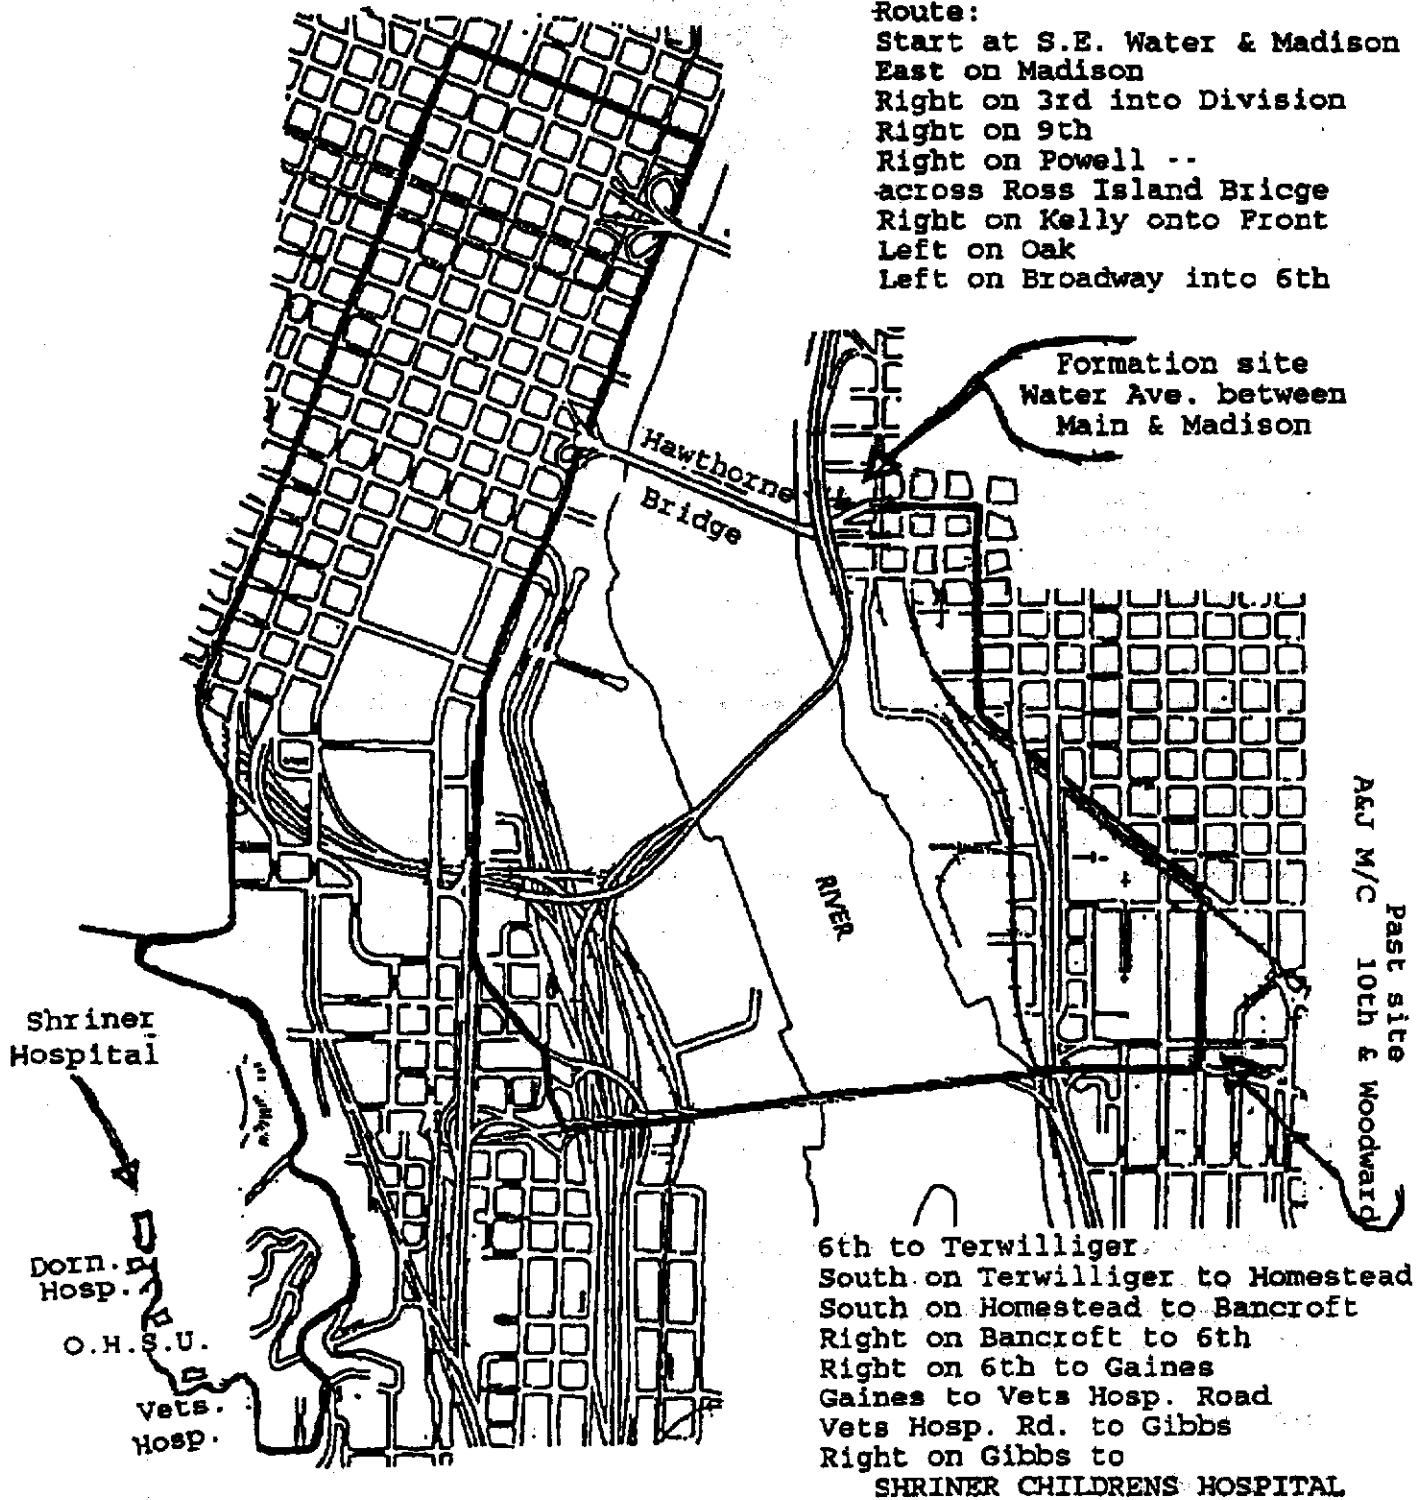 Route:
Start at S.E. Water & Madison
East on Madison
Right on 3rd into Division
Right on 9th
Right on Powell --
across Ross Island Bricge
Right on Kelly onto Front
Left on Oak
Left on Broadway into 6th
Formation site
Water Ave. between
Main & Madison
Hawthorne
Bridge
RIVER
Past site
A&J M/C 10th & Woodward
Shriner
Hospital
Dorn.
Hosp.
O.H.S.U.
Vets.
Hosp.
6th to Terwilliger
South on Terwilliger to Homestead
South on Homestead to Bancroft
Right on Bancroft to 6th
Right on 6th to Gaines
Gaines to Vets Hosp. Road
Vets Hosp. Rd. to Gibbs
Right on Gibbs to
SHRINER CHILDRENS HOSPITAL